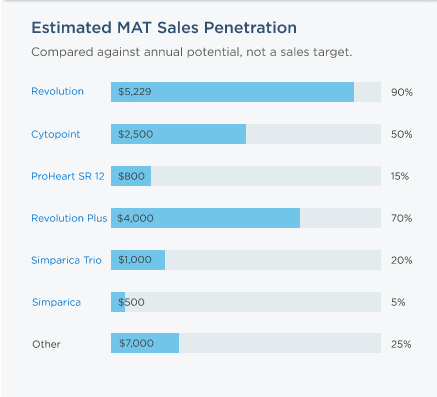 Estimated MAT Sales Penetration
Compared against annual potential, not a sales target.
Revolution $5,229 90%
Cytopoint $2,500 50%
ProHeart SR 12 $800 15%
Revolution Plus $4,000 70%
Simparica Trio $1,000 20%
Simparica $500 5%
Other $7,000 25%